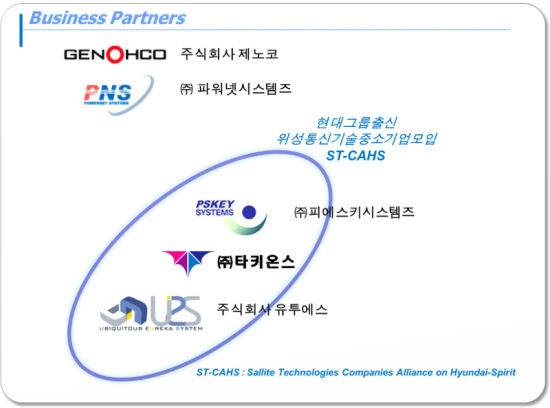 Business Partners
GENOHCO 주식회사 제노코
PNS
POWERNET SYSTEMS
㈜ 파워넷시스템즈
현대그룹출신
위성통신기술중소기업모입
ST-CAHS
PSKEY
SYSTEMS
㈜피에스키시스템즈
㈜타키온스
U2S
UBIQUITOUS EUREKA SYSTEM
주식회사 유투에스
ST-CAHS : Sallite Technologies Companies Alliance on Hyundai-Spirit